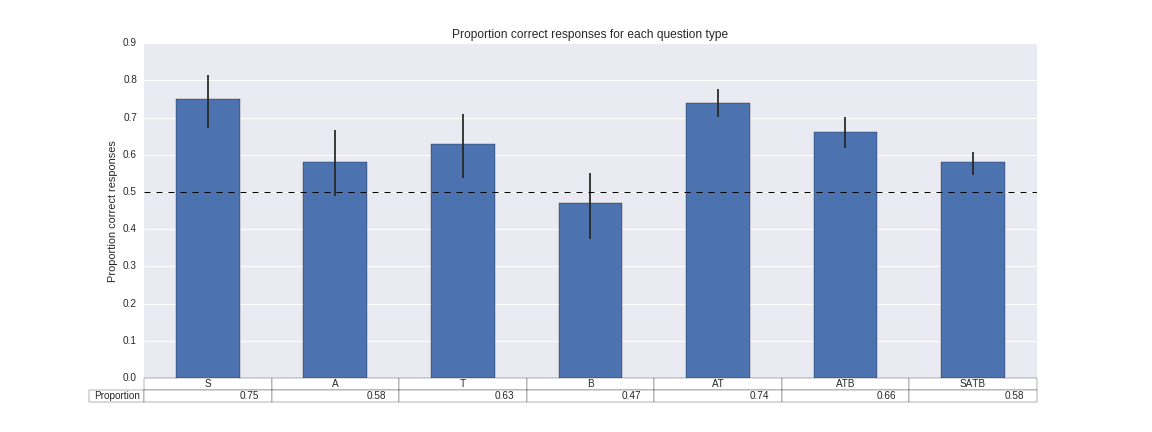 Proportion correct responses for each question type
Proportion correct responses
0.9
0.8
0.7
0.6
0.5
0.4
0.3
0.2
0.1
0.0
S A T B AT ATB SATB
Proportion 0.75 0.58 0.63 0.47 0.74 0.66 0.58